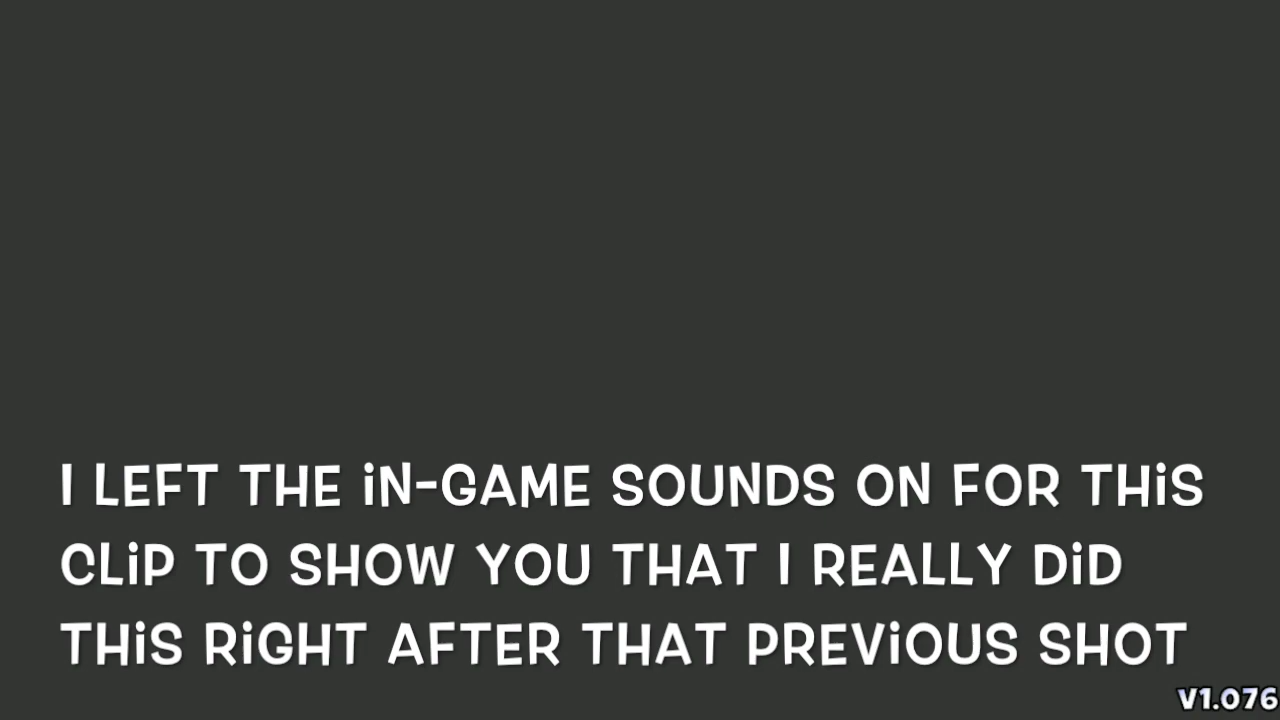 I LEFT THE iN-GAME SOUNDS ON FOR THiS
CLiP TO SHOW YOU THAT I REALLY DiD
THiS RiGHT AFTER THAT PREViOUS SHOT
V1.076